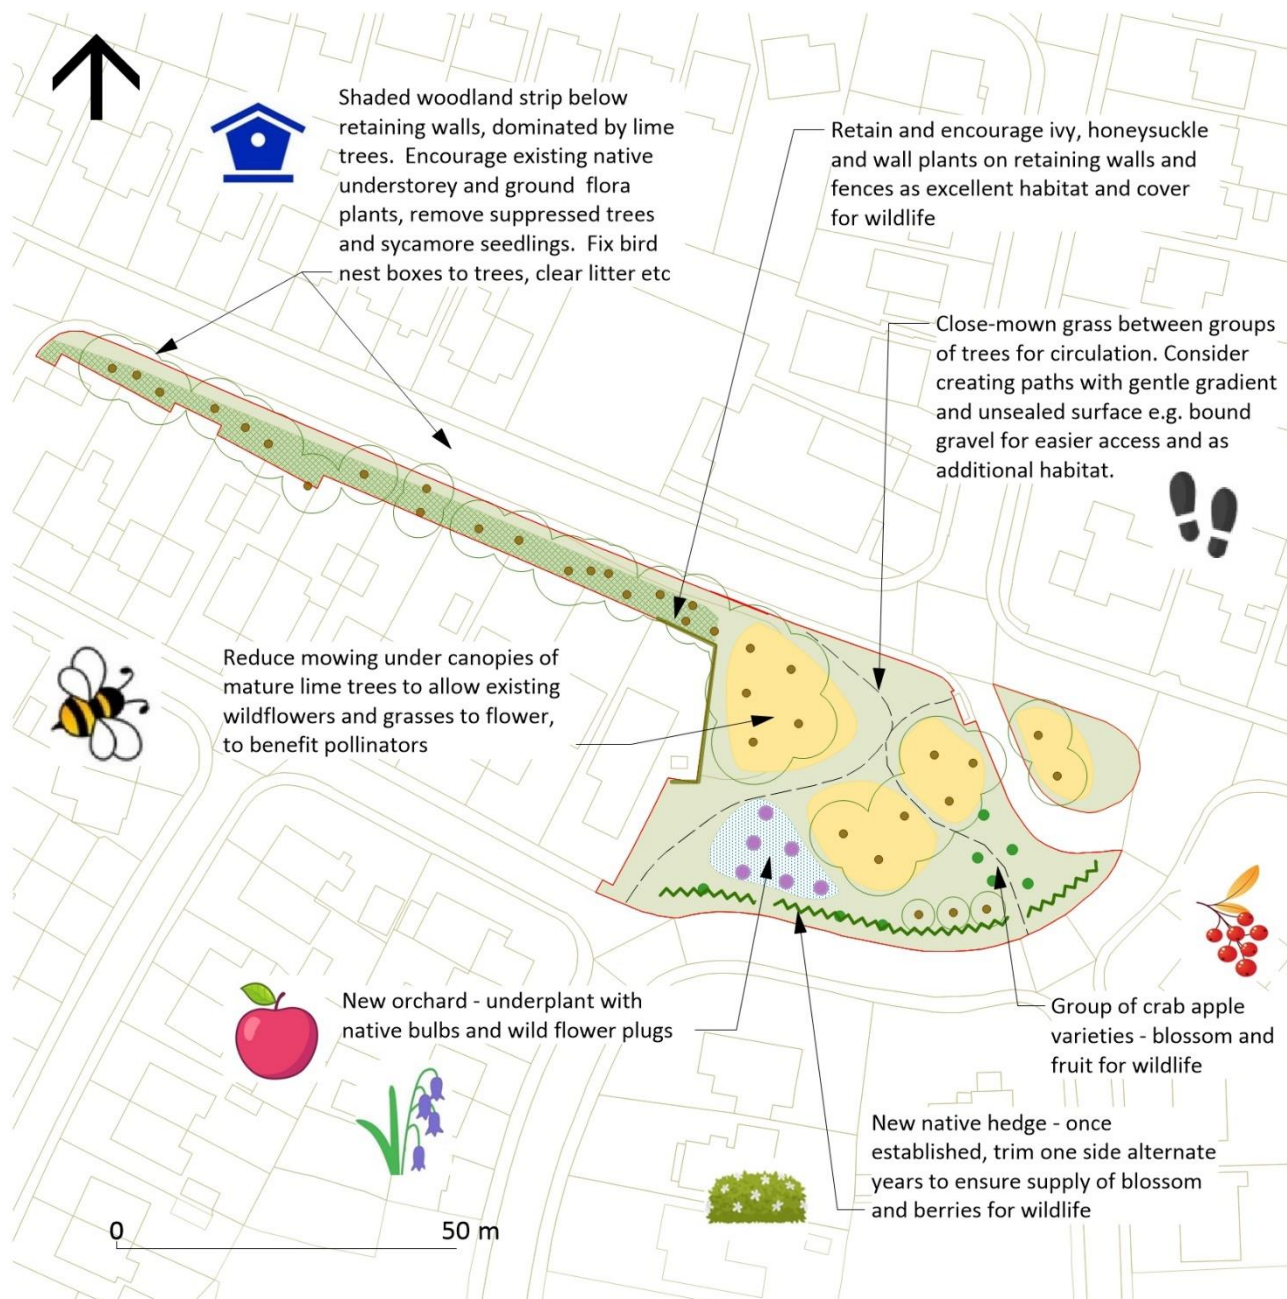 Shaded woodland strip below
retaining walls, dominated by lime
trees.  Encourage existing native
understorey and ground  flora
plants, remove suppressed trees
and sycamore seedlings.  Fix bird
nest boxes to trees, clear litter etc
Retain and encourage ivy, honeysuckle
and wall plants on retaining walls and
fences as excellent habitat and cover
for wildlife
Close-mown grass between groups
of trees for circulation. Consider
creating paths with gentle gradient
and unsealed surface e.g. bound
gravel for easier access and as
additional habitat.
Reduce mowing under canopies of
mature lime trees to allow existing
wildflowers and grasses to flower,
to benefit pollinators
New orchard - underplant with
native bulbs and wild flower plugs
Group of crab apple
varieties - blossom and
fruit for wildlife
New native hedge - once
established, trim one side alternate
years to ensure supply of blossom
and berries for wildlife
0 50 m